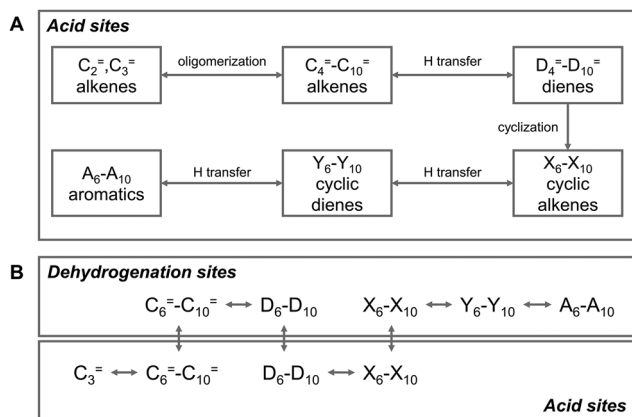 A
Acid sites
C₂⁼,C₃⁼
alkenes
oligomerization
C₄⁼-C₁₀⁼
alkenes
H transfer
D₄⁼-D₁₀⁼
dienes
cyclization
A₆-A₁₀
aromatics
H transfer
Y₆-Y₁₀
cyclic
dienes
H transfer
X₆-X₁₀
cyclic
alkenes
B
Dehydrogenation sites
C₆⁼-C₁₀⁼ D₆-D₁₀ X₆-X₁₀ Y₆-Y₁₀ A₆-A₁₀
C₃⁼ C₆⁼-C₁₀⁼ D₆-D₁₀ X₆-X₁₀
Acid sites